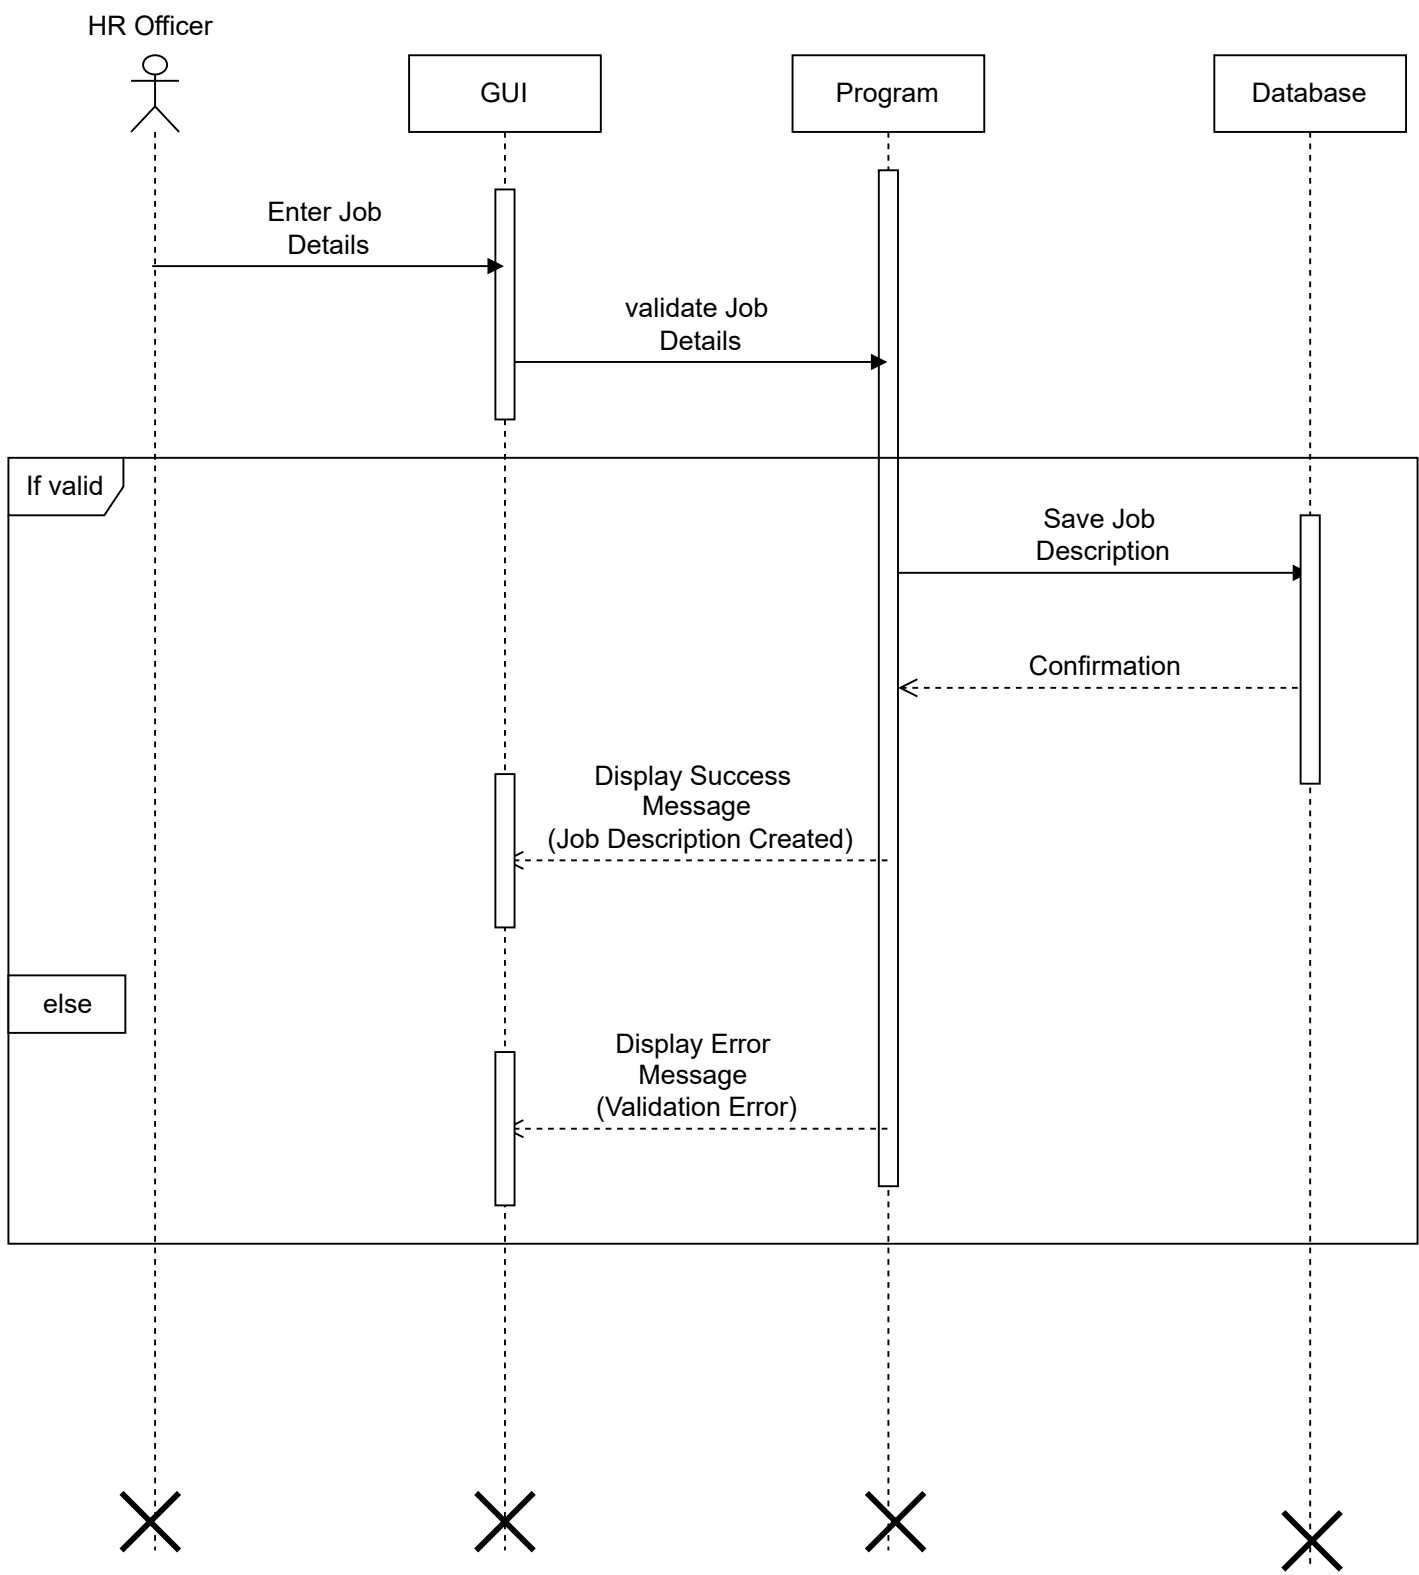 HR Officer
GUI
Program
Database
Enter Job
Details
validate Job
Details
If valid
Save Job
Description
Confirmation
Display Success
Message
(Job Description Created)
else
Display Error
Message
(Validation Error)